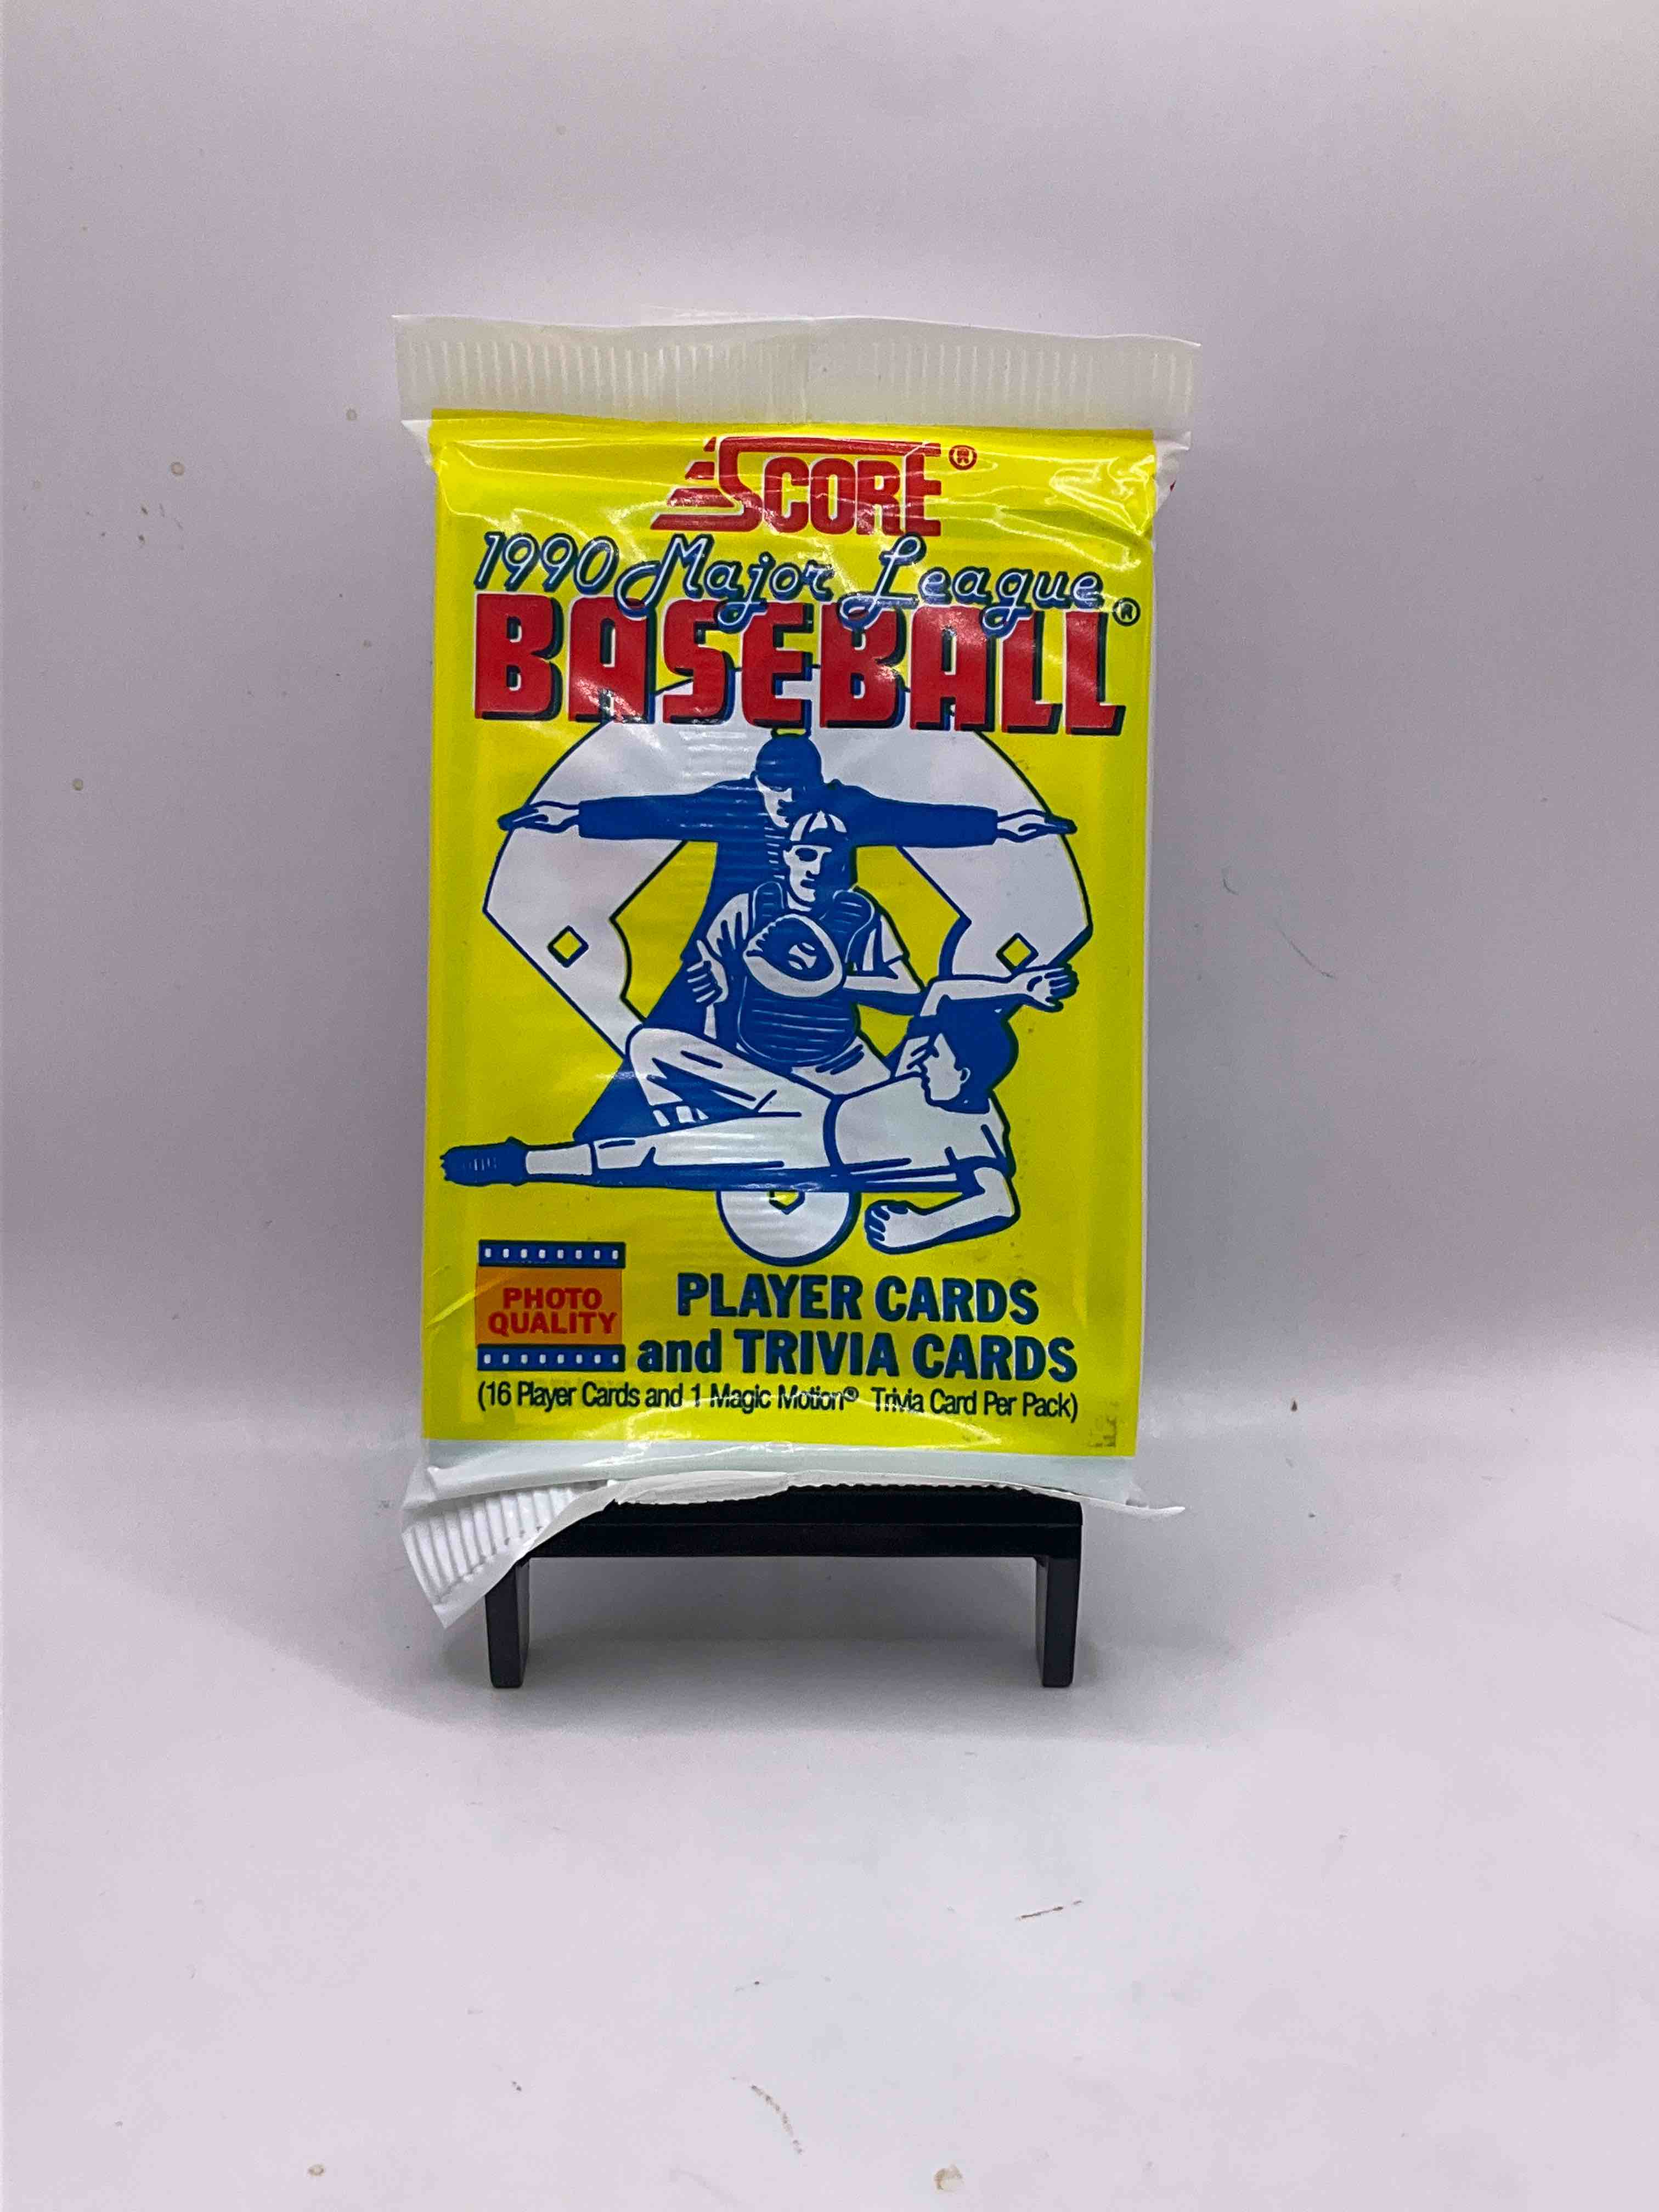 SCORE®
1990 Major League
BASEBALL®
PHOTO
QUALITY
PLAYER CARDS
and TRIVIA CARDS
(16 Player Cards and 1 Magic Motion® Trivia Card Per Pack)